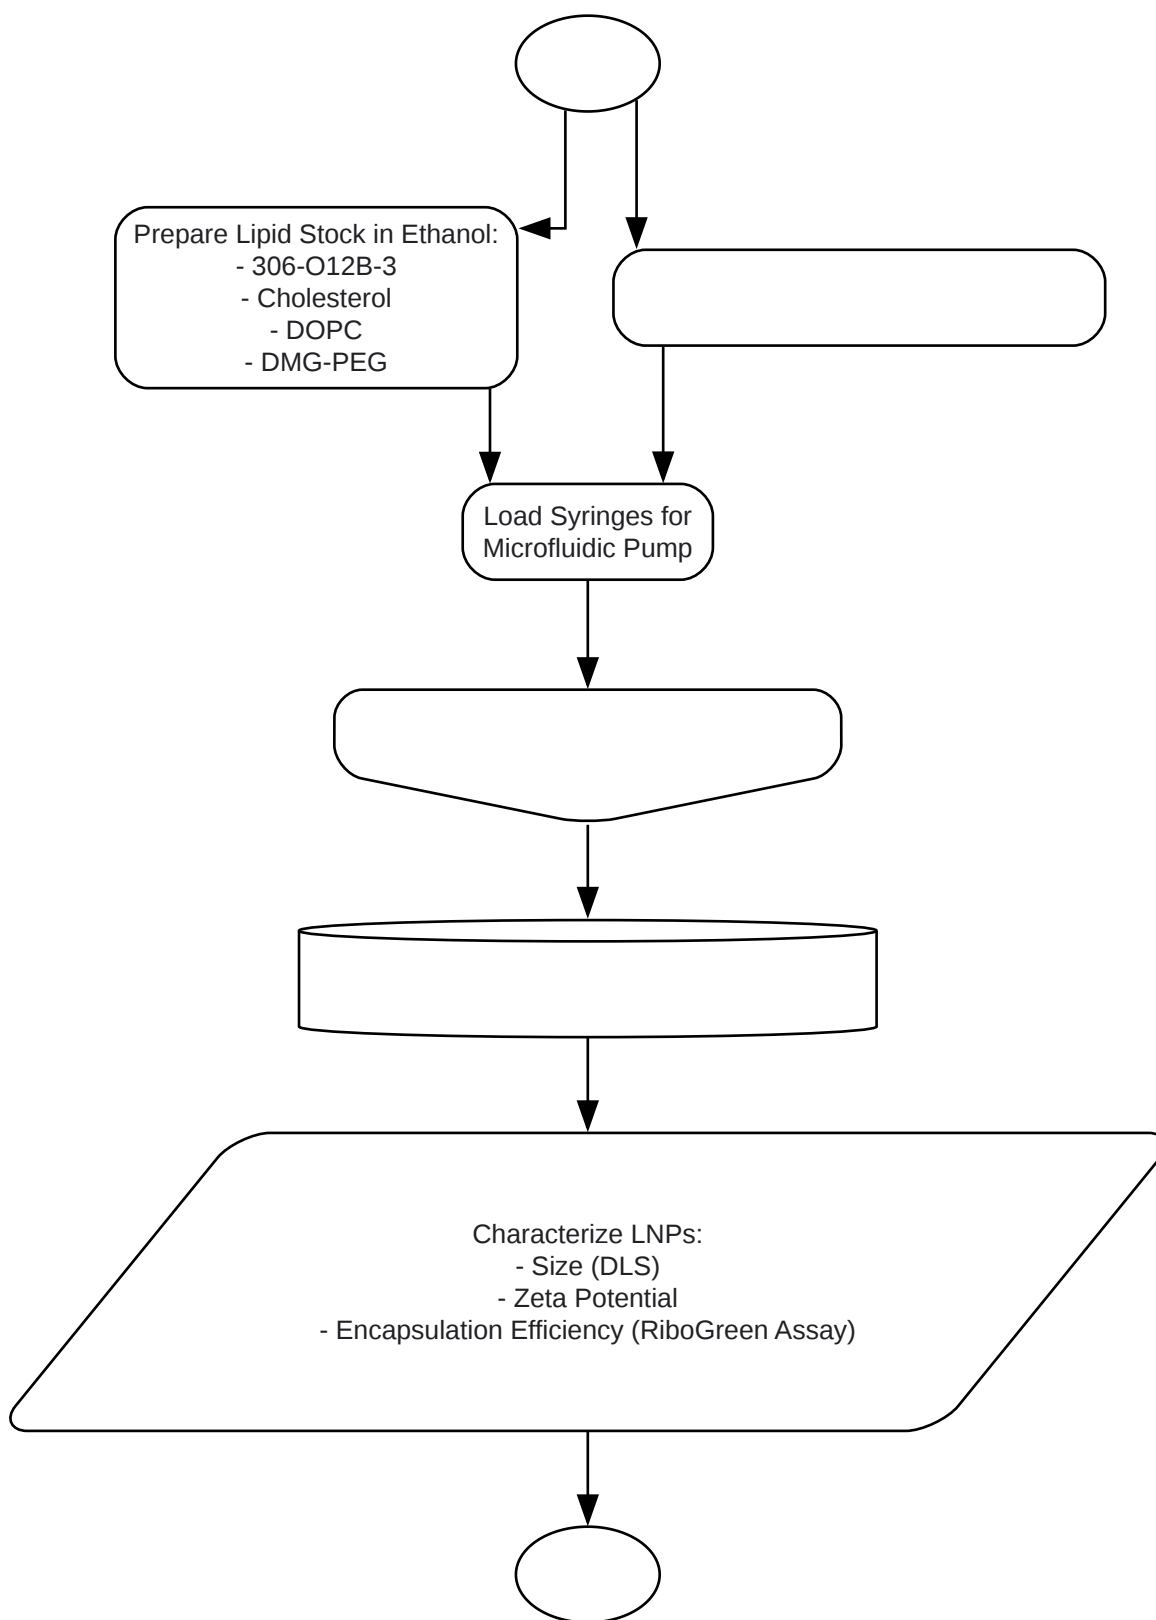 Prepare Lipid Stock in Ethanol:
- 306-O12B-3
- Cholesterol
- DOPC
- DMG-PEG
Load Syringes for
Microfluidic Pump
Characterize LNPs:
- Size (DLS)
- Zeta Potential
- Encapsulation Efficiency (RiboGreen Assay)